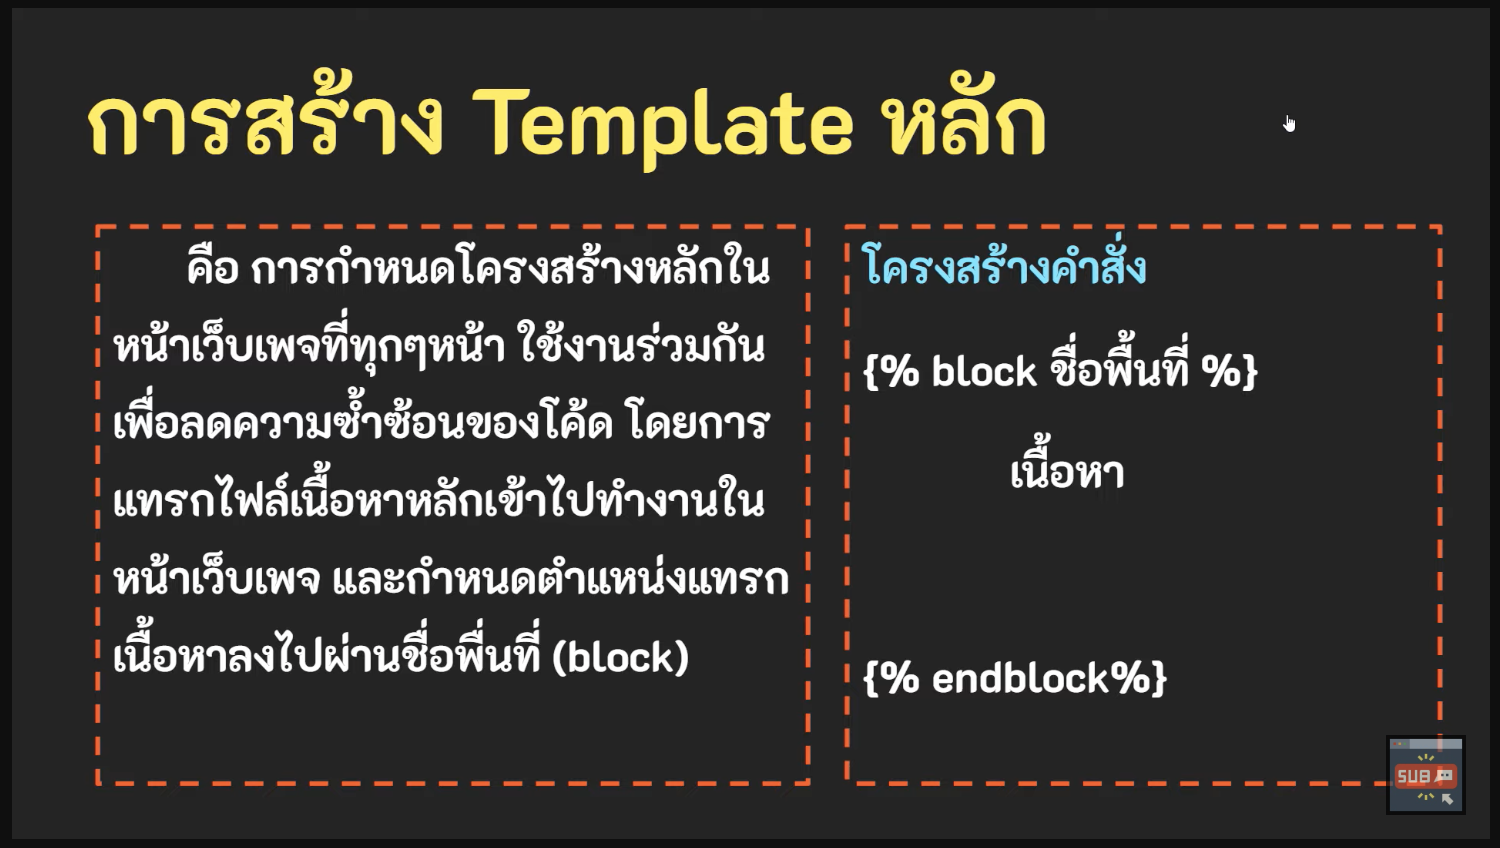 การสร้าง Template หลัก
คือ การกำหนดโครงสร้างหลักใน
หน้าเว็บเพจที่ทุกๆหน้า ใช้งานร่วมกัน
เพื่อลดความซ้ำซ้อนของโค้ด โดยการ
แทรกไฟล์เนื้อหาหลักเข้าไปทำงานใน
หน้าเว็บเพจ และกำหนดตำแหน่งแทรก
เนื้อหาลงไปผ่านชื่อพื่นที่ (block)
โครงสร้างคำสั่ง
{% block ชื่อพื้นที่ %}
เนื้อหา
{% endblock%}
SUB